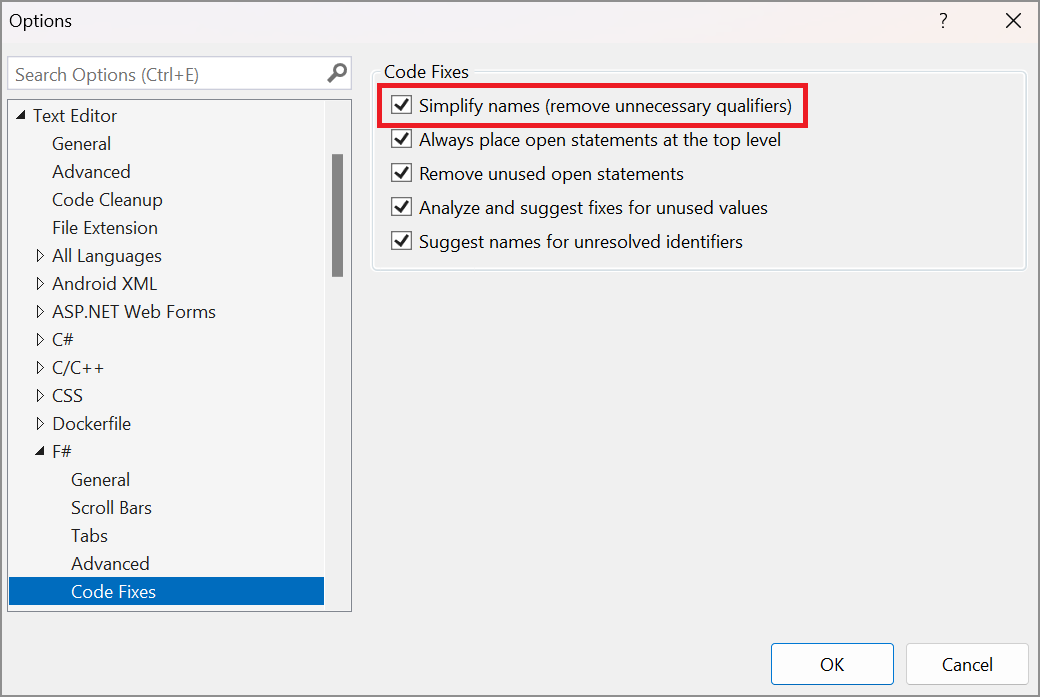 Options
?
Search Options (Ctrl+E)
Text Editor
General
Advanced
Code Cleanup
File Extension
All Languages
Android XML
ASP.NET Web Forms
C#
C/C++
CSS
Dockerfile
F#
General
Scroll Bars
Tabs
Advanced
Code Fixes
Code Fixes
Simplify names (remove unnecessary qualifiers)
Always place open statements at the top level
Remove unused open statements
Analyze and suggest fixes for unused values
Suggest names for unresolved identifiers
OK
Cancel